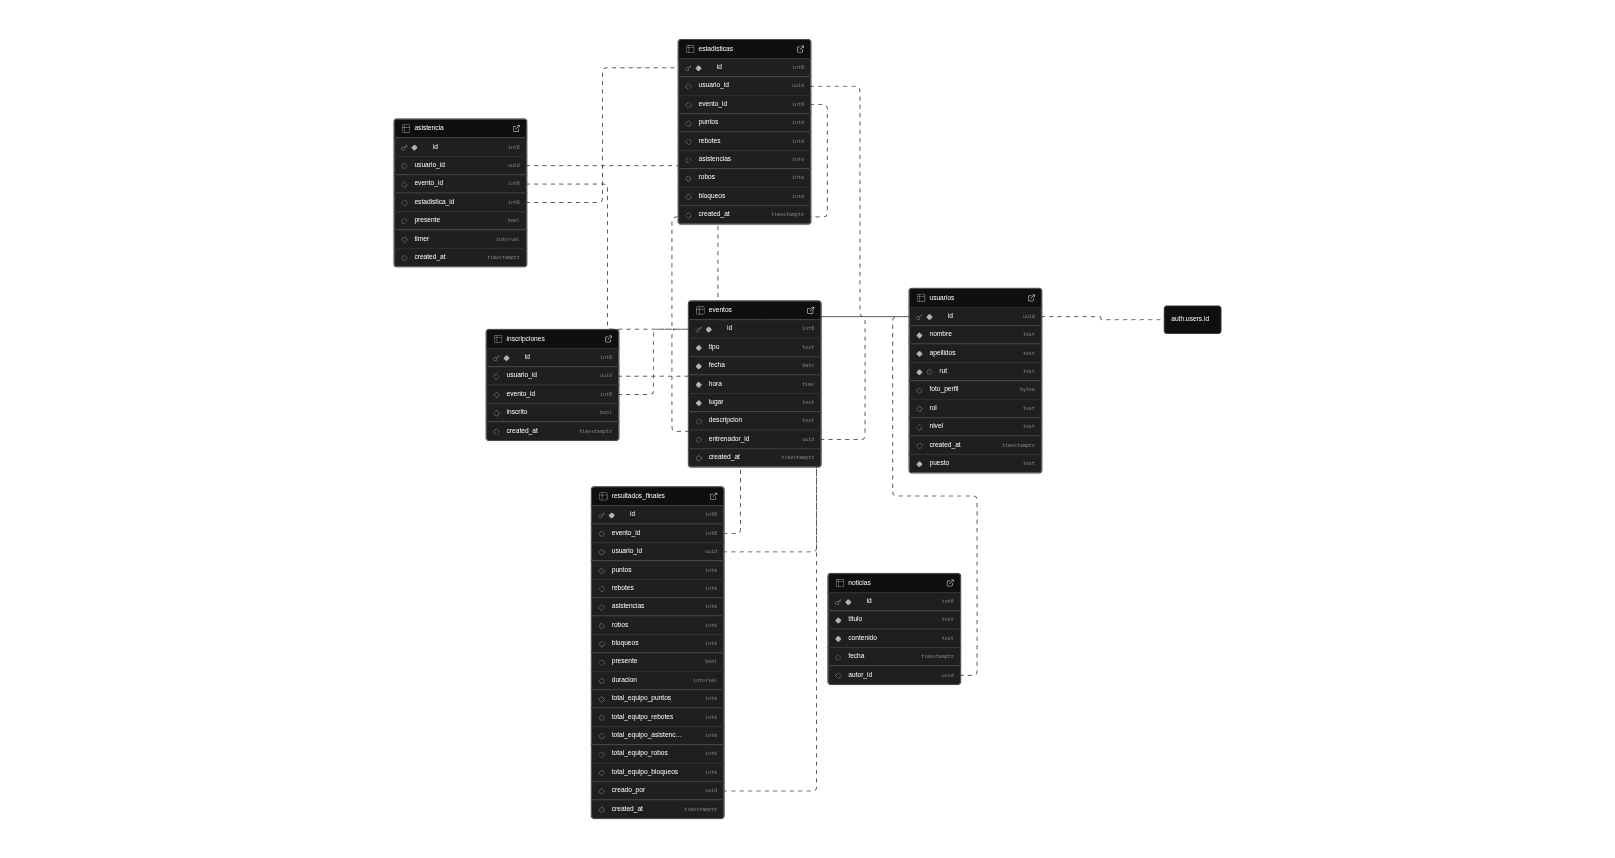 estadisticas
id int8
usuario_id uuid
evento_id int8
puntos int4
rebotes int4
asistencias int4
robos int4
bloqueos int4
created_at timestamptz
asistencia
id int8
usuario_id uuid
evento_id int8
estadistica_id int8
presente bool
timer interval
created_at timestamptz
usuarios
id uuid
nombre text
apellidos text
rut text
foto_perfil bytea
rol text
nivel text
created_at timestamptz
puesto text
auth.users.id
eventos
id int8
tipo text
fecha date
hora time
lugar text
descripcion text
entrenador_id uuid
created_at timestamptz
inscripciones
id int8
usuario_id uuid
evento_id int8
inscrito bool
created_at timestamptz
resultados_finales
id int8
evento_id int8
usuario_id uuid
puntos int4
rebotes int4
asistencias int4
robos int4
bloqueos int4
presente bool
duracion interval
total_equipo_puntos int4
total_equipo_rebotes int4
total_equipo_asistenc... int4
total_equipo_robos int4
total_equipo_bloqueos int4
creado_por uuid
created_at timestamptz
noticias
id int8
titulo text
contenido text
fecha timestamptz
autor_id uuid